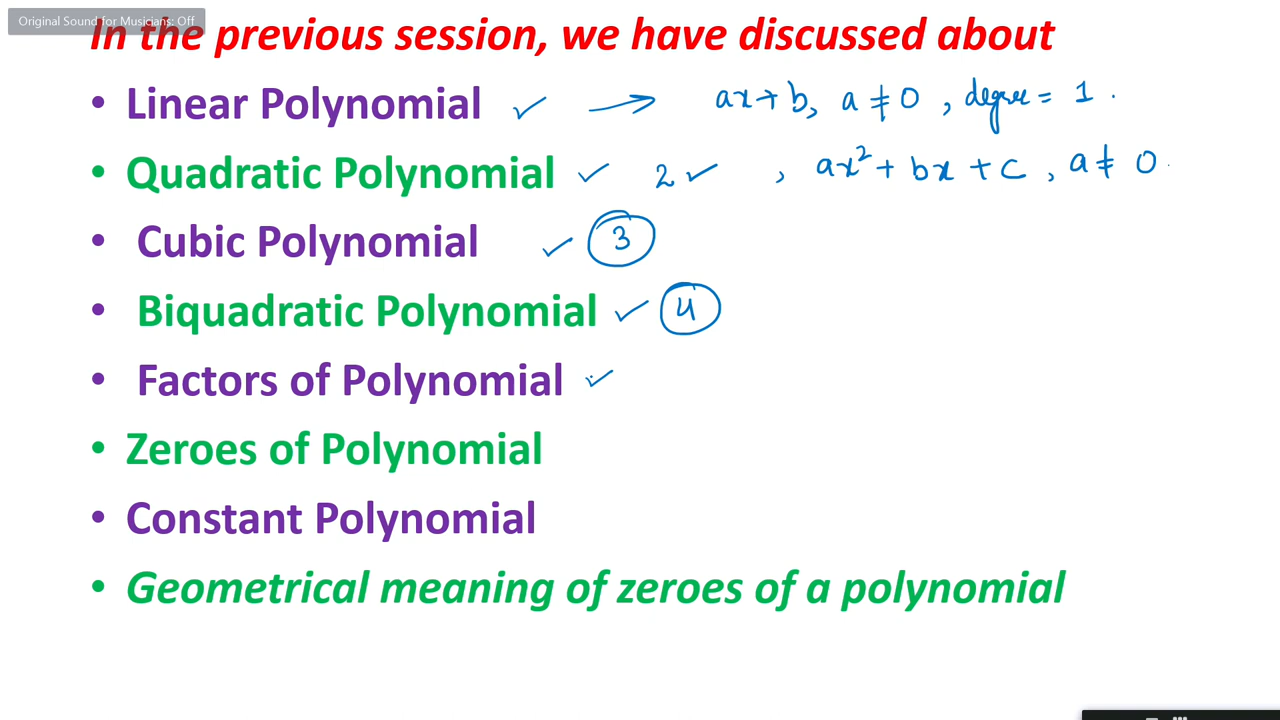 Original Sound for Musicians: Off
In the previous session, we have discussed about
• Linear Polynomial ✓ → ax + b, a ≠ 0, degree = 1.
• Quadratic Polynomial ✓ 2 ✓ , ax² + bx + c, a ≠ 0.
• Cubic Polynomial ✓ 3
• Biquadratic Polynomial ✓ 4
• Factors of Polynomial ✓
• Zeroes of Polynomial
• Constant Polynomial
• Geometrical meaning of zeroes of a polynomial